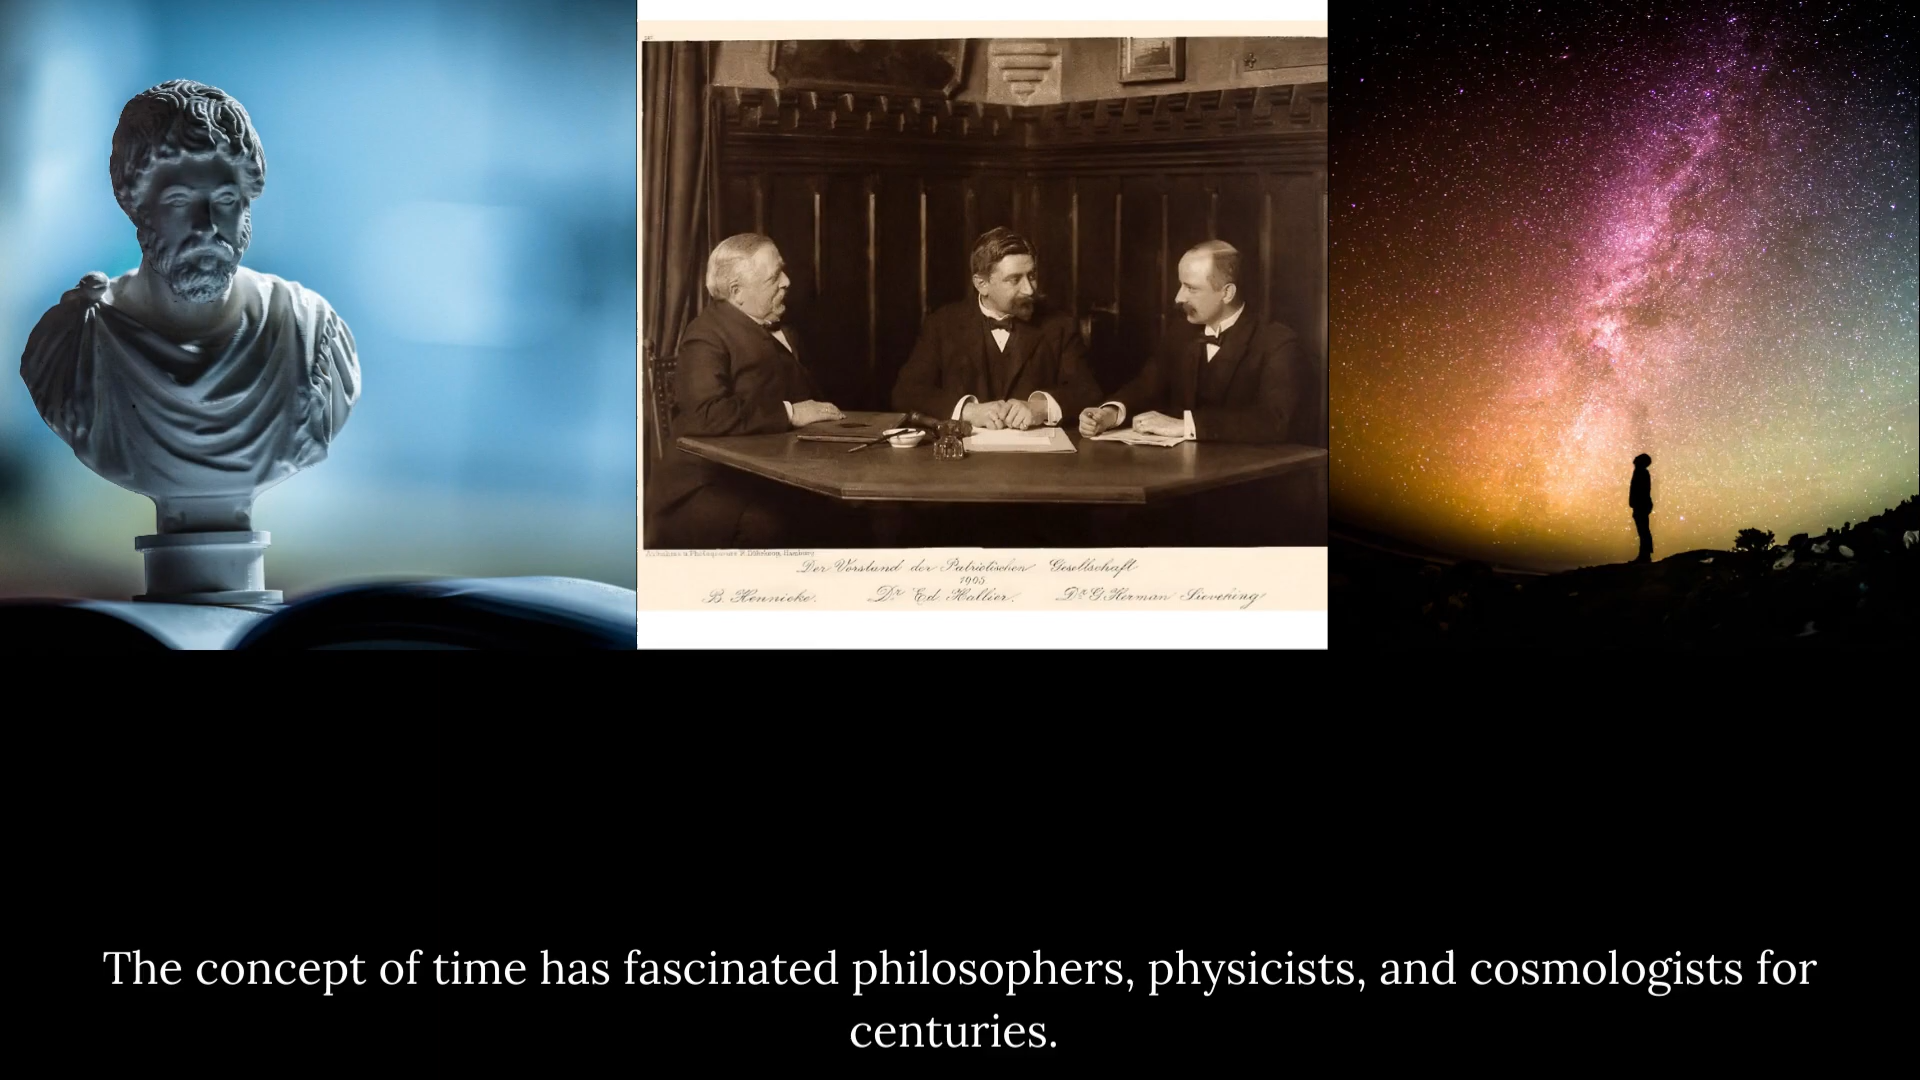 Der Vorstand der Patriotischen Gesellschaft
1905
B. Hennicke. Dr. Ed. Hallier. Dr. G. Herman Sieveking
The concept of time has fascinated philosophers, physicists, and cosmologists for
centuries.